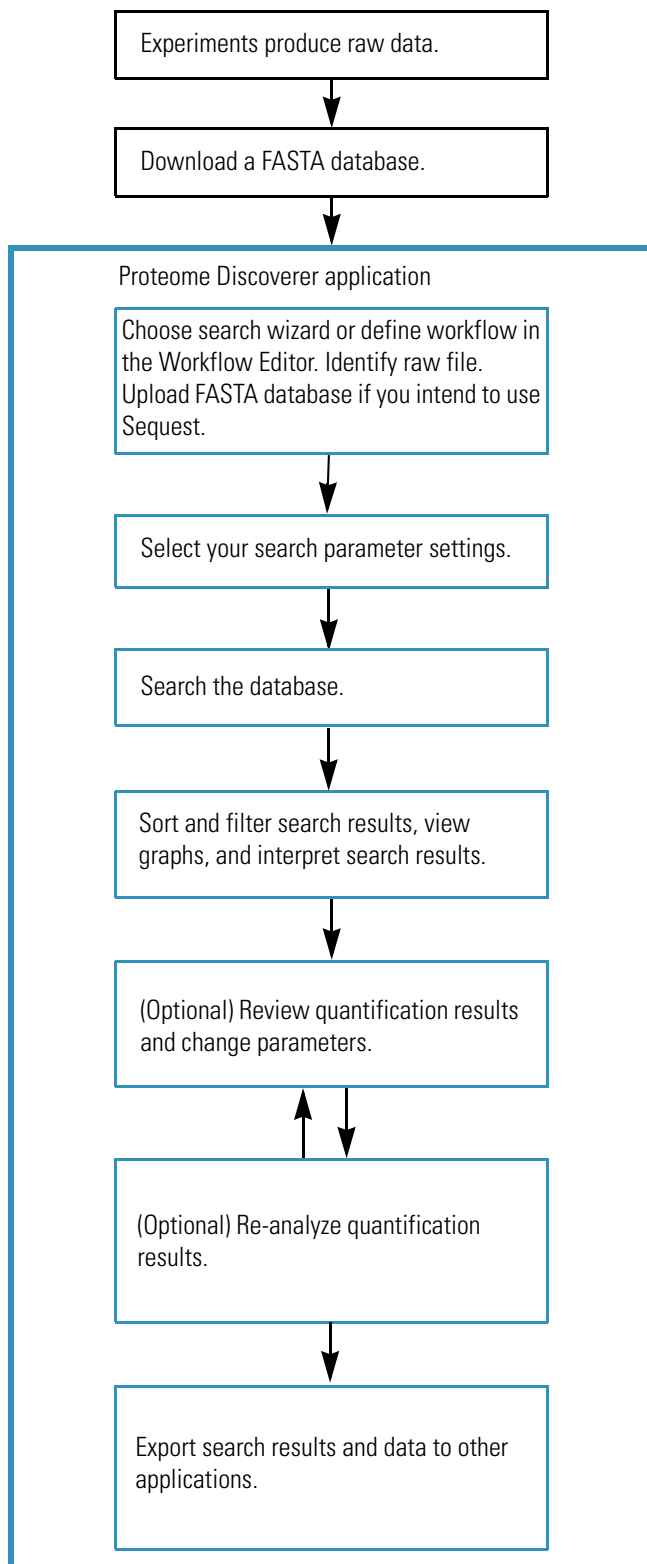 Experiments produce raw data.
Download a FASTA database.
Proteome Discoverer application
Choose search wizard or define workflow in
the Workflow Editor. Identify raw file.
Upload FASTA database if you intend to use
Sequest.
Select your search parameter settings.
Search the database.
Sort and filter search results, view
graphs, and interpret search results.
(Optional) Review quantification results
and change parameters.
(Optional) Re-analyze quantification
results.
Export search results and data to other
applications.